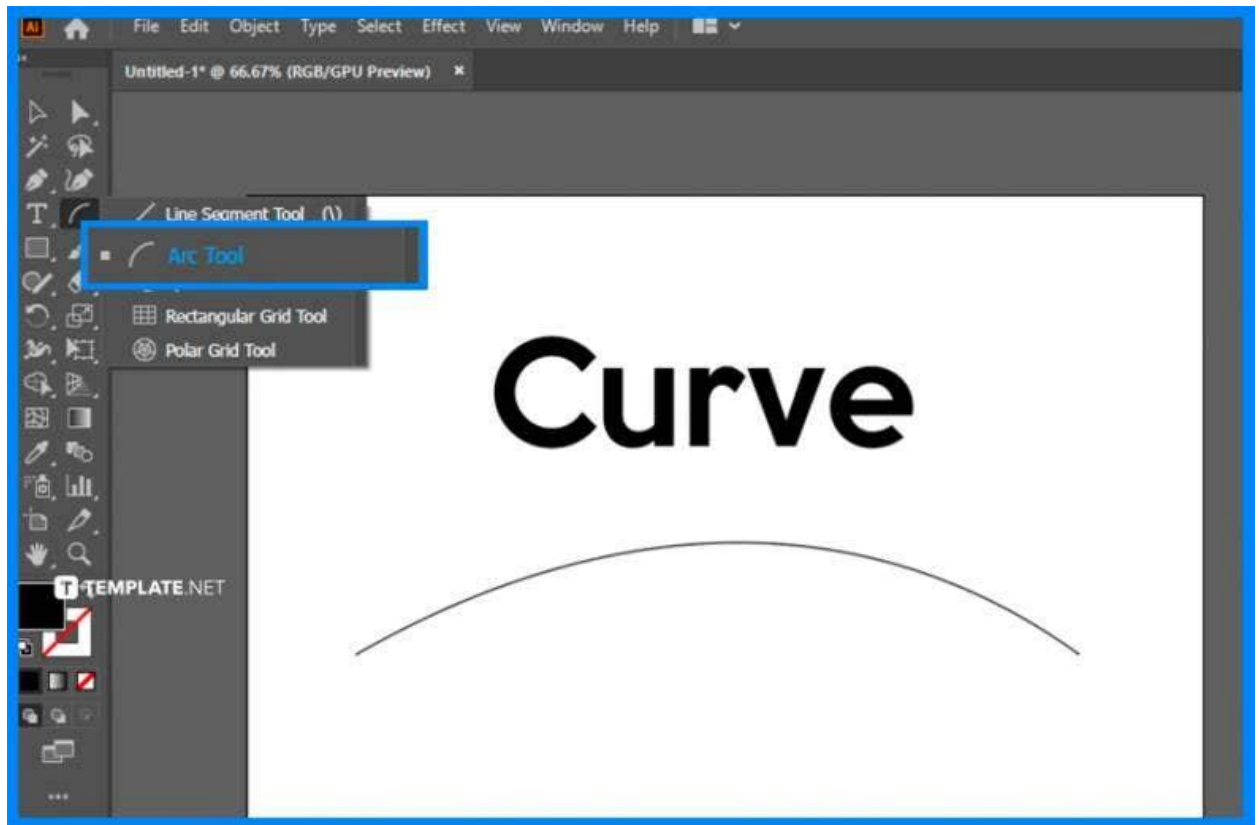 Ai File Edit Object Type Select Effect View Window Help
Untitled-1* @ 66.67% (RGB/GPU Preview) ×
Line Segment Tool (\)
Arc Tool
Rectangular Grid Tool
Polar Grid Tool
Curve
T TEMPLATE.NET